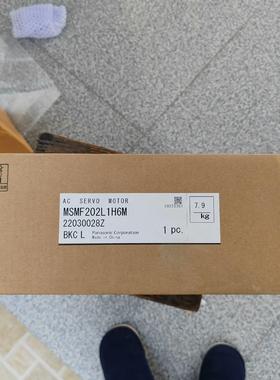 AC SERVO MOTOR
MSMF202L1H6M
22030028Z
BKC L
Panasonic Corporation
Made in China
1 pc.
7.9
kg